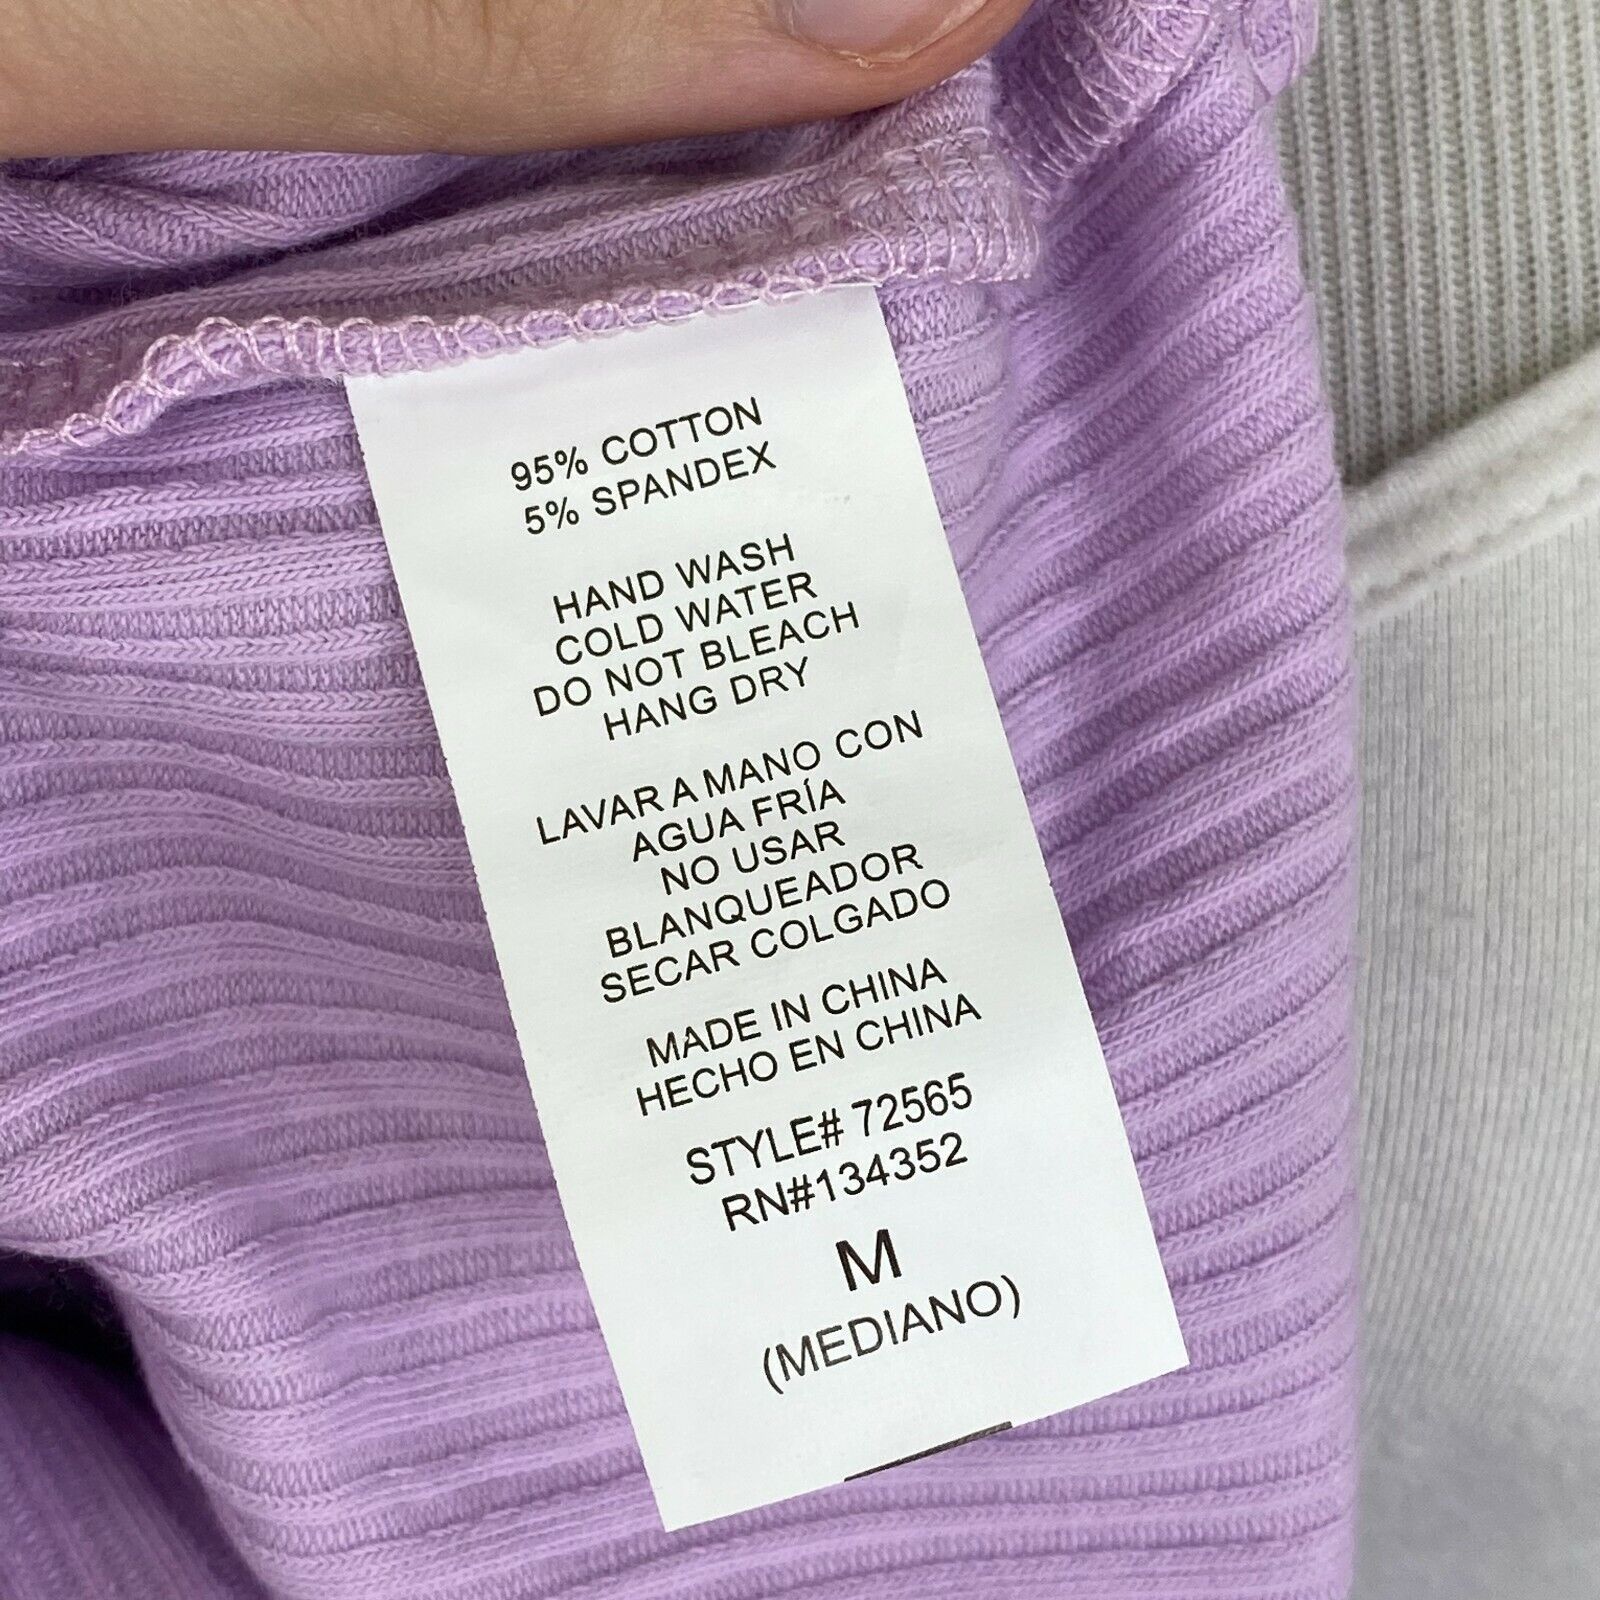 95% COTTON
5% SPANDEX
HAND WASH
COLD WATER
DO NOT BLEACH
HANG DRY
LAVAR A MANO CON
AGUA FRÍA
NO USAR
BLANQUEADOR
SECAR COLGADO
MADE IN CHINA
HECHO EN CHINA
STYLE# 72565
RN#134352
M
(MEDIANO)